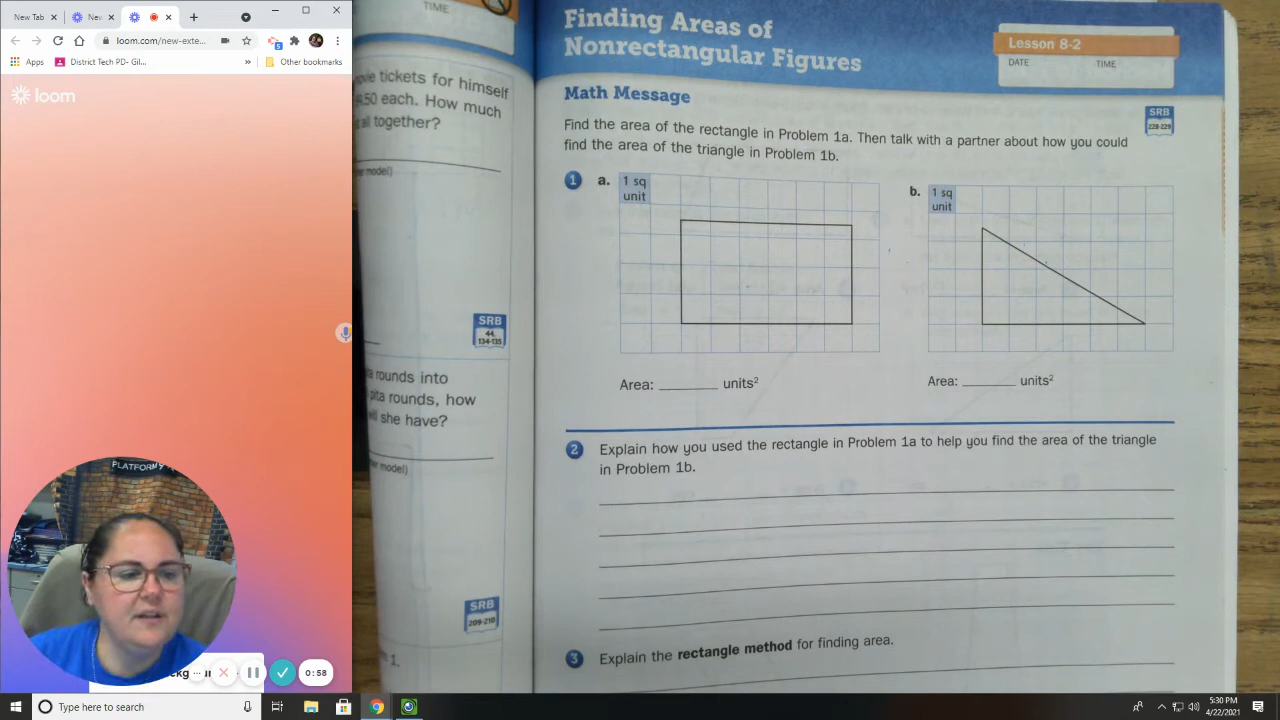 New Tab
Nev
loom.com/new-exte...
5
Apps
District Tech PD- Gil...
»
Other bookmarks
loom
PLATFORM
0:58
TIME
movie tickets for himself
.50 each. How much
all together?
model)
SRB
44,
134-135
rounds into
pita rounds, how
will she have?
model)
SRB
209-210
1.
Finding Areas of
Nonrectangular Figures
Lesson 8-2
DATE TIME
Math Message
SRB
228-229
Find the area of the rectangle in Problem 1a. Then talk with a partner about how you could
find the area of the triangle in Problem 1b.
1 a. 1 sq
unit
b. 1 sq
unit
Area: ______ units²
Area: ______ units²
2 Explain how you used the rectangle in Problem 1a to help you find the area of the triangle
in Problem 1b.
3 Explain the rectangle method for finding area.
Type here to search
5:30 PM
4/22/2021